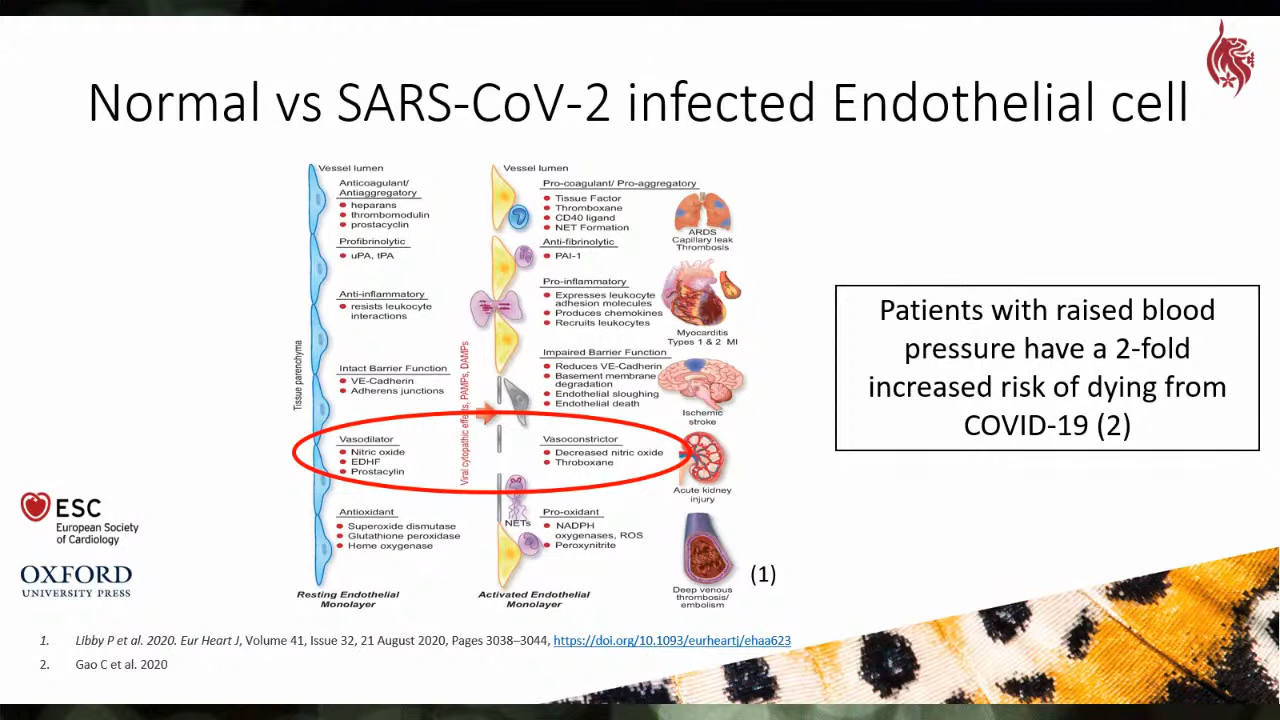 Normal vs SARS-CoV-2 infected Endothelial cell
Vessel lumen
Anticoagulant/
Antiaggregatory
heparans
thrombomodulin
prostacyclin
Profibrinolytic
uPA, tPA
Anti-inflammatory
resists leukocyte
interactions
Intact Barrier Function
VE-Cadherin
Adherens junctions
Vasodilator
Nitric oxide
EDHF
Prostacylin
Antioxidant
Superoxide dismutase
Glutathione peroxidase
Heme oxygenase
Tissue parenchyma
Resting Endothelial
Monolayer
Viral cytopathic effects, PAMPs, DAMPs
Vessel lumen
Pro-coagulant/ Pro-aggregatory
Tissue Factor
Thromboxane
CD40 ligand
NET Formation
Anti-fibrinolytic
PAI-1
Pro-inflammatory
Expresses leukocyte
adhesion molecules
Produces chemokines
Recruits leukocytes
Impaired Barrier Function
Reduces VE-Cadherin
Basement membrane
degradation
Endothelial sloughing
Endothelial death
Vasoconstrictor
Decreased nitric oxide
Throboxane
NETs
Pro-oxidant
NADPH
oxygenases, ROS
Peroxynitrite
Activated Endothelial
Monolayer
ARDS
Capillary leak
Thrombosis
Myocarditis
Types 1 & 2 MI
Ischemic
stroke
Acute kidney
injury
Deep venous
thrombosis/
embolism
(1)
Patients with raised blood
pressure have a 2-fold
increased risk of dying from
COVID-19 (2)
ESC
European Society
of Cardiology
OXFORD
UNIVERSITY PRESS
1. Libby P et al. 2020. Eur Heart J, Volume 41, Issue 32, 21 August 2020, Pages 3038–3044, https://doi.org/10.1093/eurheartj/ehaa623
2. Gao C et al. 2020